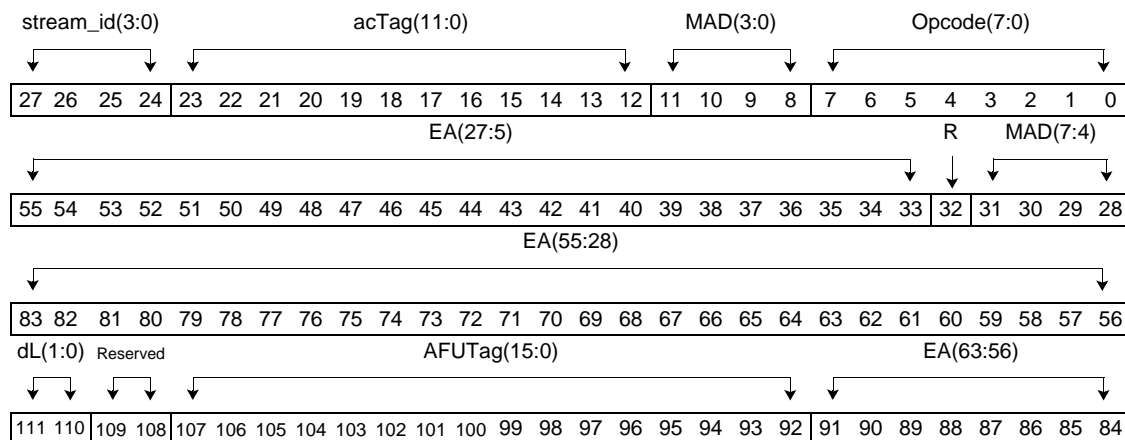 stream_id(3:0) acTag(11:0) MAD(3:0) Opcode(7:0)
27 26 25 24 23 22 21 20 19 18 17 16 15 14 13 12 11 10 9 8 7 6 5 4 3 2 1 0
EA(27:5) R MAD(7:4)
55 54 53 52 51 50 49 48 47 46 45 44 43 42 41 40 39 38 37 36 35 34 33 32 31 30 29 28
EA(55:28)
83 82 81 80 79 78 77 76 75 74 73 72 71 70 69 68 67 66 65 64 63 62 61 60 59 58 57 56
dL(1:0) Reserved AFUTag(15:0) EA(63:56)
111 110 109 108 107 106 105 104 103 102 101 100 99 98 97 96 95 94 93 92 91 90 89 88 87 86 85 84